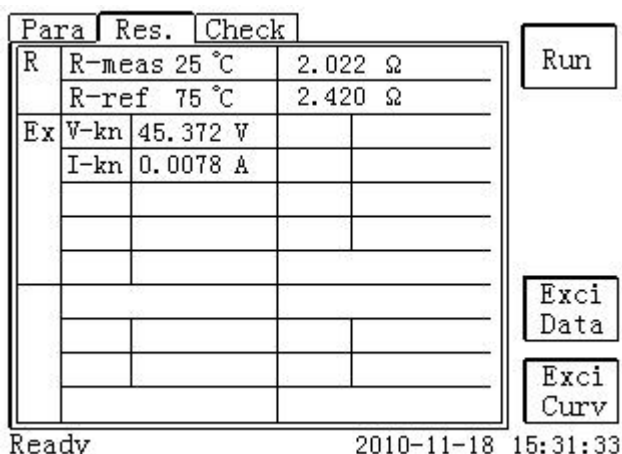 Para Res. Check
R R-meas 25 ℃ 2.022 Ω
R-ref 75 ℃ 2.420 Ω
Ex V-kn 45.372 V
I-kn 0.0078 A
Run
Exci
Data
Exci
Curv
Ready 2010-11-18 15:31:33